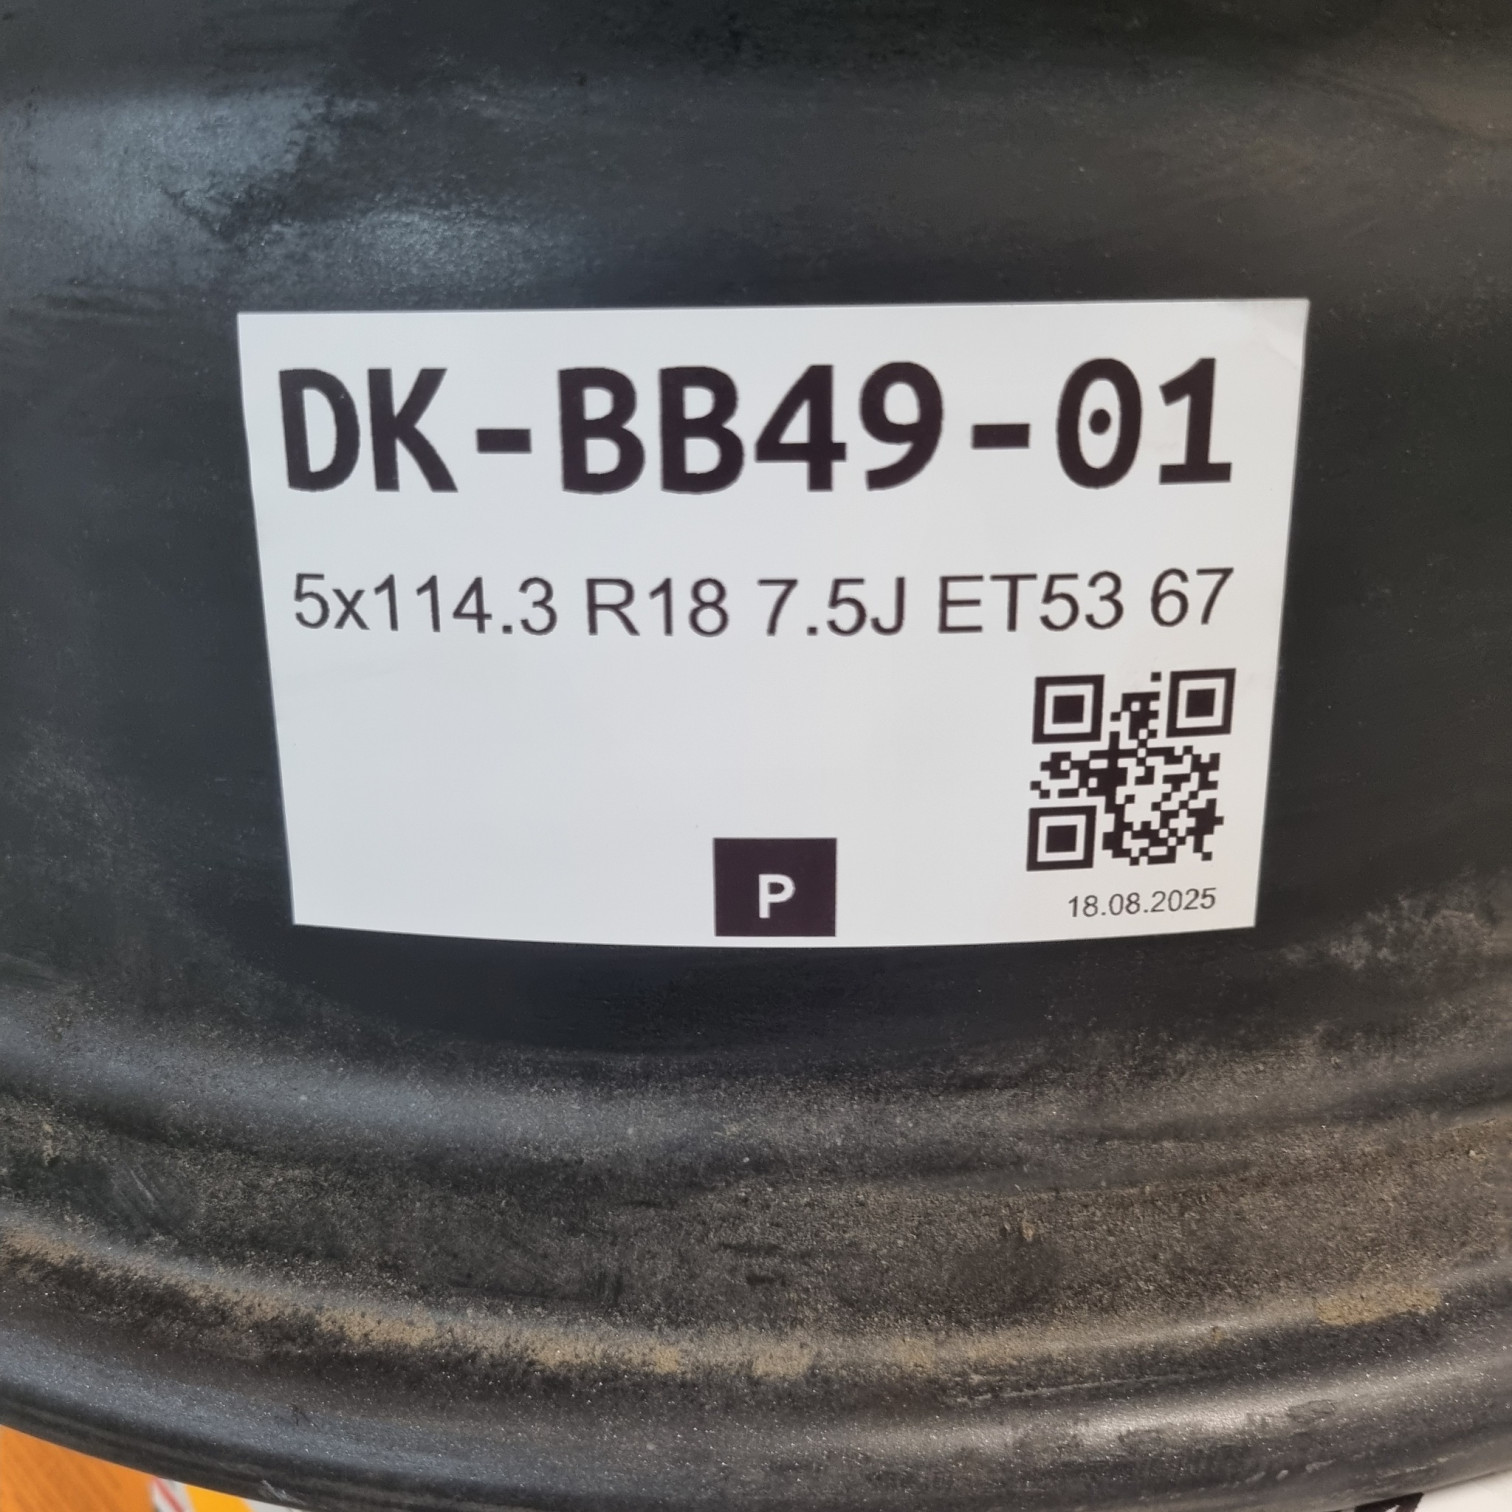 DK-BB49-01
5x114.3 R18 7.5J ET53 67
P
18.08.2025